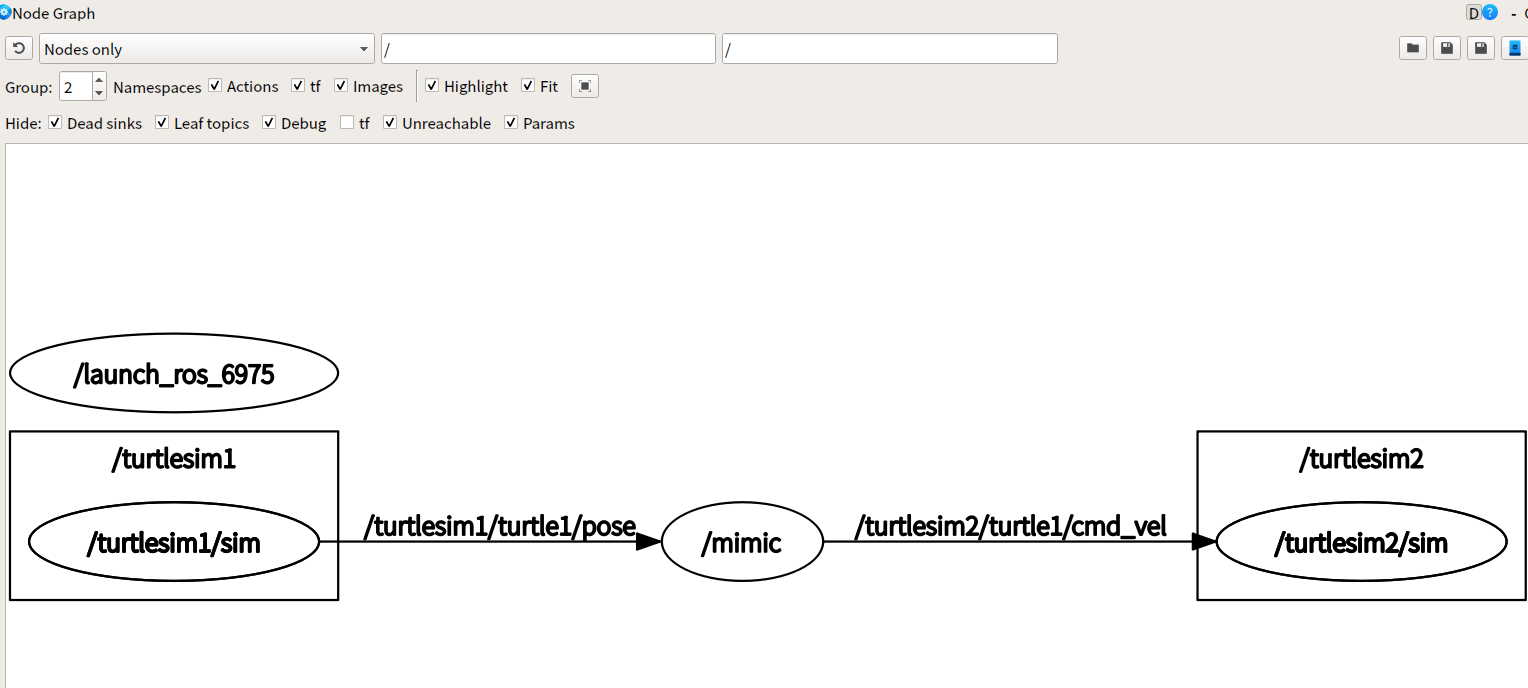 Node Graph
D ? -
Nodes only / /
Group: 2 Namespaces Actions tf Images Highlight Fit
Hide: Dead sinks Leaf topics Debug tf Unreachable Params
/launch_ros_6975
/turtlesim1
/turtlesim2
/turtlesim1/sim
/turtlesim1/turtle1/pose
/mimic
/turtlesim2/turtle1/cmd_vel
/turtlesim2/sim